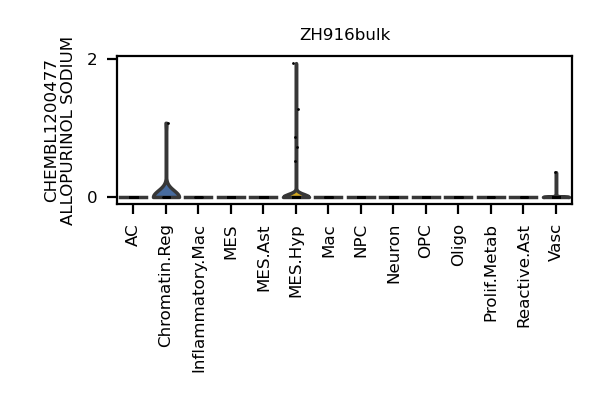 ZH916bulk
CHEMBL1200477
ALLOPURINOL SODIUM
2
0
AC
Chromatin.Reg
Inflammatory.Mac
MES
MES.Ast
MES.Hyp
Mac
NPC
Neuron
OPC
Oligo
Prolif.Metab
Reactive.Ast
Vasc